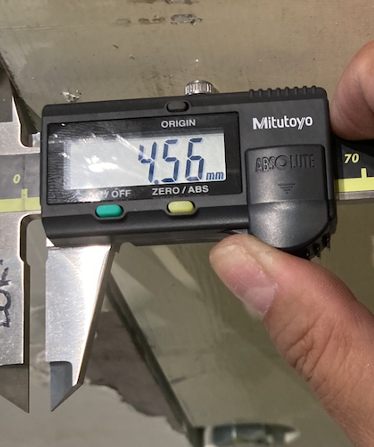 ORIGIN
Mitutoyo
4.56 mm
ABSOLUTE
0
70
OFF
ZERO / ABS